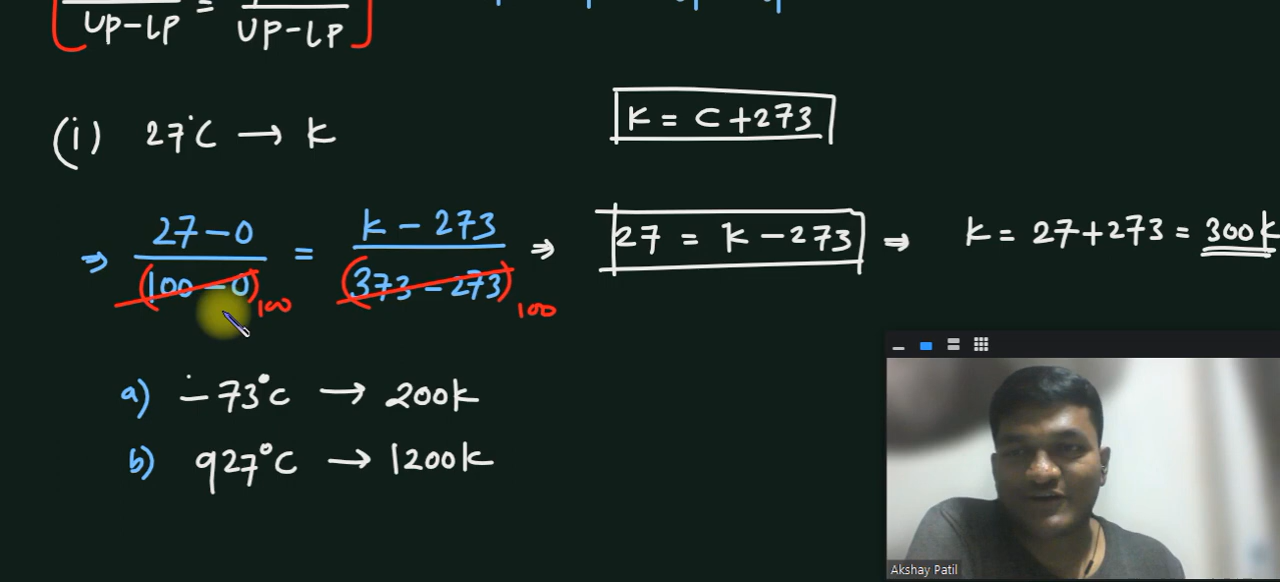 UP-LP = UP-LP
(i) 27°C → K
K = C+273
⇒ 27-0 / (100-0) 100 = K-273 / (373-273) 100 ⇒ 27 = K-273 ⇒ K = 27+273 = 300K
a) -73°C → 200K
b) 927°C → 1200K
Akshay Patil